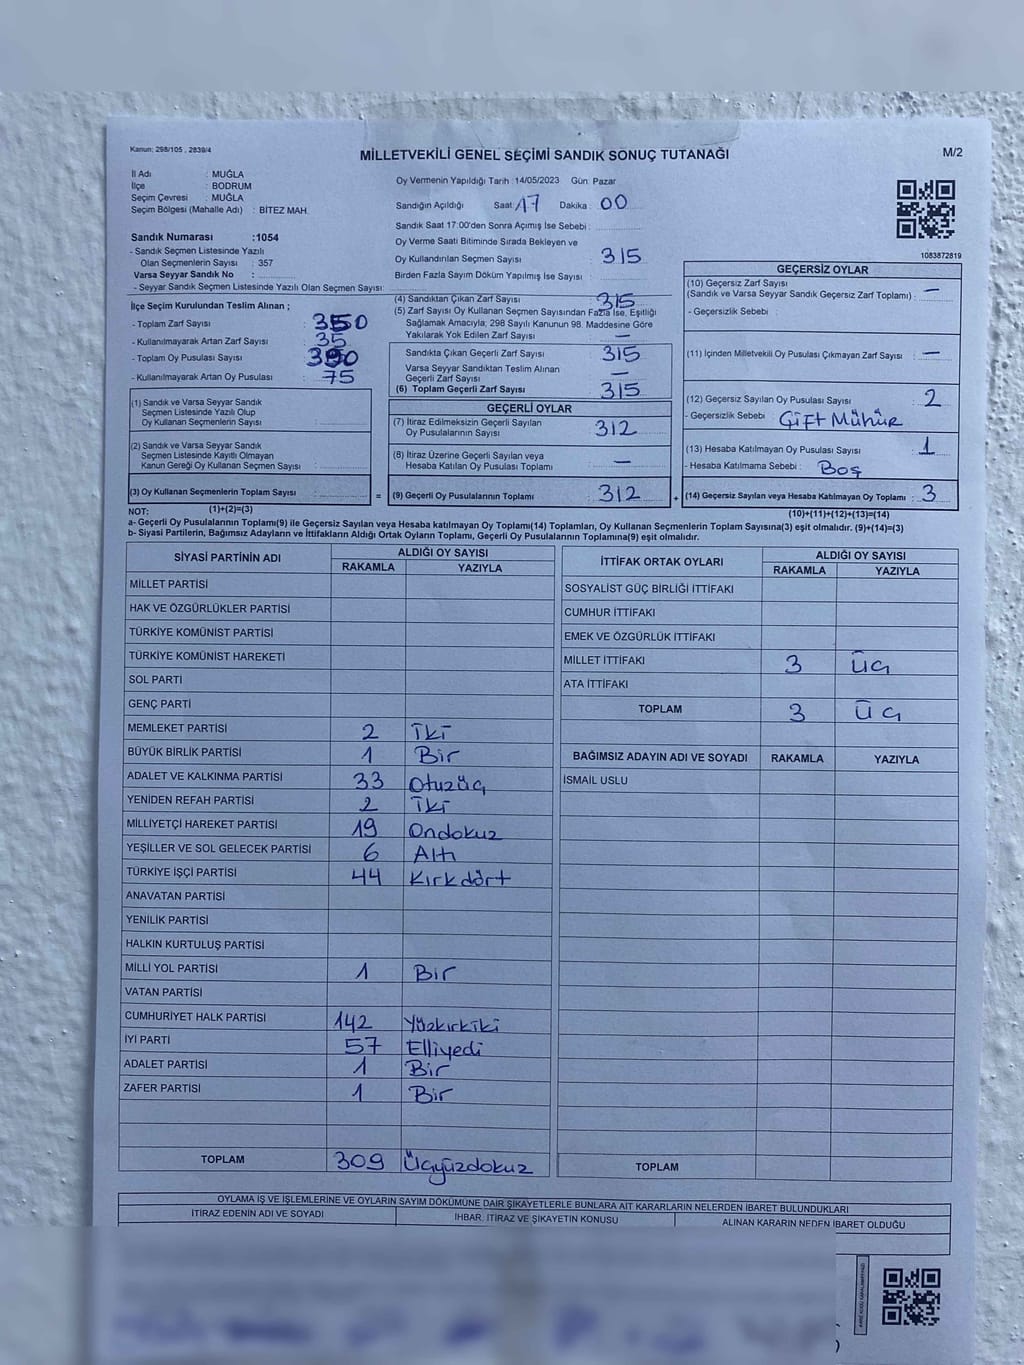 Kanun: 298/105 , 2839/4
MİLLETVEKİLİ GENEL SEÇİMİ SANDIK SONUÇ TUTANAĞI
M/2
İl Adı : MUĞLA
İlçe : BODRUM
Seçim Çevresi : MUĞLA
Seçim Bölgesi (Mahalle Adı) : BİTEZ MAH.
Sandık Numarası :1054
- Sandık Seçmen Listesinde Yazılı
Olan Seçmenlerin Sayısı : 357
Varsa Seyyar Sandık No :
- Seyyar Sandık Seçmen Listesinde Yazılı Olan Seçmen Sayısı:
İlçe Seçim Kurulundan Teslim Alınan ;
- Toplam Zarf Sayısı : 350
- Kullanılmayarak Artan Zarf Sayısı : 35
- Toplam Oy Pusulası Sayısı : 390
- Kullanılmayarak Artan Oy Pusulası : 75
(1) Sandık ve Varsa Seyyar Sandık
Seçmen Listesinde Yazılı Olup
Oy Kullanan Seçmenlerin Sayısı :
(2) Sandık ve Varsa Seyyar Sandık
Seçmen Listesinde Kayıtlı Olmayan
Kanun Gereği Oy Kullanan Seçmen Sayısı :
(3) Oy Kullanan Seçmenlerin Toplam Sayısı :
(1)+(2)=(3)
Oy Vermenin Yapıldığı Tarih :14/05/2023 Gün: Pazar
Sandığın Açıldığı Saat: 17 Dakika : 00
Sandık Saat 17:00'den Sonra Açımış İse Sebebi :
Oy Verme Saati Bitiminde Sırada Bekleyen ve
Oy Kullandırılan Seçmen Sayısı : 315
Birden Fazla Sayım Döküm Yapılmış İse Sayısı :
(4) Sandıktan Çıkan Zarf Sayısı : 315
(5) Zarf Sayısı Oy Kullanan Seçmen Sayısından Fazla İse, Eşitliği
Sağlamak Amacıyla; 298 Sayılı Kanunun 98. Maddesine Göre
Yakılarak Yok Edilen Zarf Sayısı : —
Sandıkta Çıkan Geçerli Zarf Sayısı : 315
Varsa Seyyar Sandıktan Teslim Alınan
Geçerli Zarf Sayısı : —
(6) Toplam Geçerli Zarf Sayısı : 315
GEÇERLİ OYLAR
(7) İtiraz Edilmeksizin Geçerli Sayılan
Oy Pusulalarının Sayısı : 312
(8) İtiraz Üzerine Geçerli Sayılan veya
Hesaba Katılan Oy Pusulası Toplamı : —
= (9) Geçerli Oy Pusulalarının Toplamı : 312
1083872819
GEÇERSİZ OYLAR
(10) Geçersiz Zarf Sayısı
(Sandık ve Varsa Seyyar Sandık Geçersiz Zarf Toplamı) : —
- Geçersizlik Sebebi :
(11) İçinden Milletvekili Oy Pusulası Çıkmayan Zarf Sayısı : —
(12) Geçersiz Sayılan Oy Pusulası Sayısı : 2
- Geçersizlik Sebebi : Çift Mühür
(13) Hesaba Katılmayan Oy Pusulası Sayısı : 1
- Hesaba Katılmama Sebebi : Boş
+ (14) Geçersiz Sayılan veya Hesaba Katılmayan Oy Toplamı : 3
(10)+(11)+(12)+(13)=(14)
NOT:
a- Geçerli Oy Pusulalarının Toplamı(9) ile Geçersiz Sayılan veya Hesaba katılmayan Oy Toplamı(14) Toplamları, Oy Kullanan Seçmenlerin Toplam Sayısına(3) eşit olmalıdır. (9)+(14)=(3)
b- Siyasi Partilerin, Bağımsız Adayların ve İttifakların Aldığı Ortak Oyların Toplamı, Geçerli Oy Pusulalarının Toplamına(9) eşit olmalıdır.
SİYASİ PARTİNİN ADI ALDIĞI OY SAYISI
RAKAMLA YAZIYLA
MİLLET PARTİSİ
HAK VE ÖZGÜRLÜKLER PARTİSİ
TÜRKİYE KOMÜNİST PARTİSİ
TÜRKİYE KOMÜNİST HAREKETİ
SOL PARTİ
GENÇ PARTİ
MEMLEKET PARTİSİ 2 İki
BÜYÜK BİRLİK PARTİSİ 1 Bir
ADALET VE KALKINMA PARTİSİ 33 Otuzüç
YENİDEN REFAH PARTİSİ 2 İki
MİLLİYETÇİ HAREKET PARTİSİ 19 Ondokuz
YEŞİLLER VE SOL GELECEK PARTİSİ 6 Altı
TÜRKİYE İŞÇİ PARTİSİ 44 Kırkdört
ANAVATAN PARTİSİ
YENİLİK PARTİSİ
HALKIN KURTULUŞ PARTİSİ
MİLLİ YOL PARTİSİ 1 Bir
VATAN PARTİSİ
CUMHURİYET HALK PARTİSİ 142 Yüzkırkiki
İYİ PARTİ 57 Elliyedi
ADALET PARTİSİ 1 Bir
ZAFER PARTİSİ 1 Bir
TOPLAM 309 Üçyüzdokuz
İTTİFAK ORTAK OYLARI ALDIĞI OY SAYISI
RAKAMLA YAZIYLA
SOSYALİST GÜÇ BİRLİĞİ İTTİFAKI
CUMHUR İTTİFAKI
EMEK VE ÖZGÜRLÜK İTTİFAKI
MİLLET İTTİFAKI 3 Üç
ATA İTTİFAKI
TOPLAM 3 Üç
BAĞIMSIZ ADAYIN ADI VE SOYADI RAKAMLA YAZIYLA
İSMAİL USLU
TOPLAM
OYLAMA İŞ VE İŞLEMLERİNE VE OYLARIN SAYIM DÖKÜMÜNE DAİR ŞİKAYETLERLE BUNLARA AİT KARARLARIN NELERDEN İBARET BULUNDUKLARI
İTİRAZ EDENİN ADI VE SOYADI İHBAR, İTİRAZ VE ŞİKAYETİN KONUSU ALINAN KARARIN NEDEN İBARET OLDUĞU